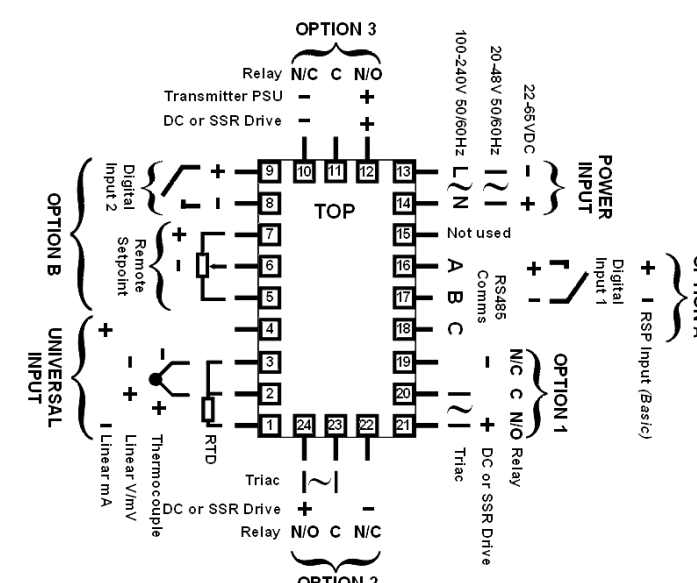 OPTION 3
Relay N/C C N/O
Transmitter PSU − +
DC or SSR Drive − +
100-240V 50/60Hz
L ~ N
20-48V 50/60Hz
~
22-65VDC
− +
POWER
INPUT
9 10 11 12 13
8 14
7 15
6 16
5 17
4 18
3 19
2 20
1 24 23 22 21
TOP
OPTION B
Digital
Input 2
+ −
Remote
Setpoint
+ −
UNIVERSAL
INPUT
+ − Linear mA
− + Linear V/mV
− + Thermocouple
RTD
Not used
A B C
RS485
Comms
+ −
Digital
Input 1
+ − RSP Input (Basic)
OPTION 1
N/C C N/O Relay
− + DC or SSR Drive
~ Triac
Triac ~
DC or SSR Drive + −
Relay N/O C N/C
OPTION 2